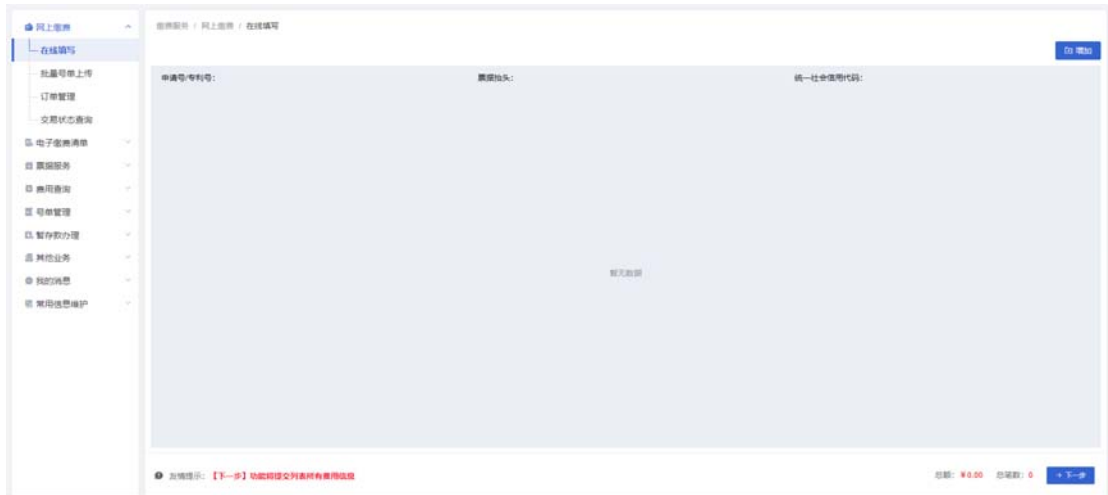 网上缴费
在线填写
批量号单上传
订单管理
交易状态查询
电子缴费清单
票据服务
费用查询
号单管理
暂存款办理
其他业务
我的消息
常用信息维护
缴费服务 / 网上缴费 / 在线填写
增加
申请号/专利号: 票据抬头: 统一社会信用代码:
暂无数据
友情提示: 【下一步】功能将提交列表所有费用信息
总额: ￥0.00 总笔数: 0 +下一步